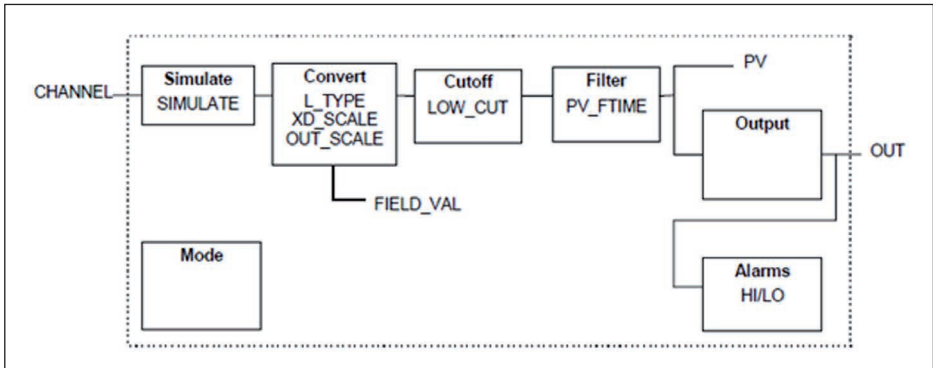 CHANNEL
Simulate
SIMULATE
Convert
L_TYPE
XD_SCALE
OUT_SCALE
Cutoff
LOW_CUT
Filter
PV_FTIME
PV
Output
OUT
FIELD_VAL
Mode
Alarms
HI/LO